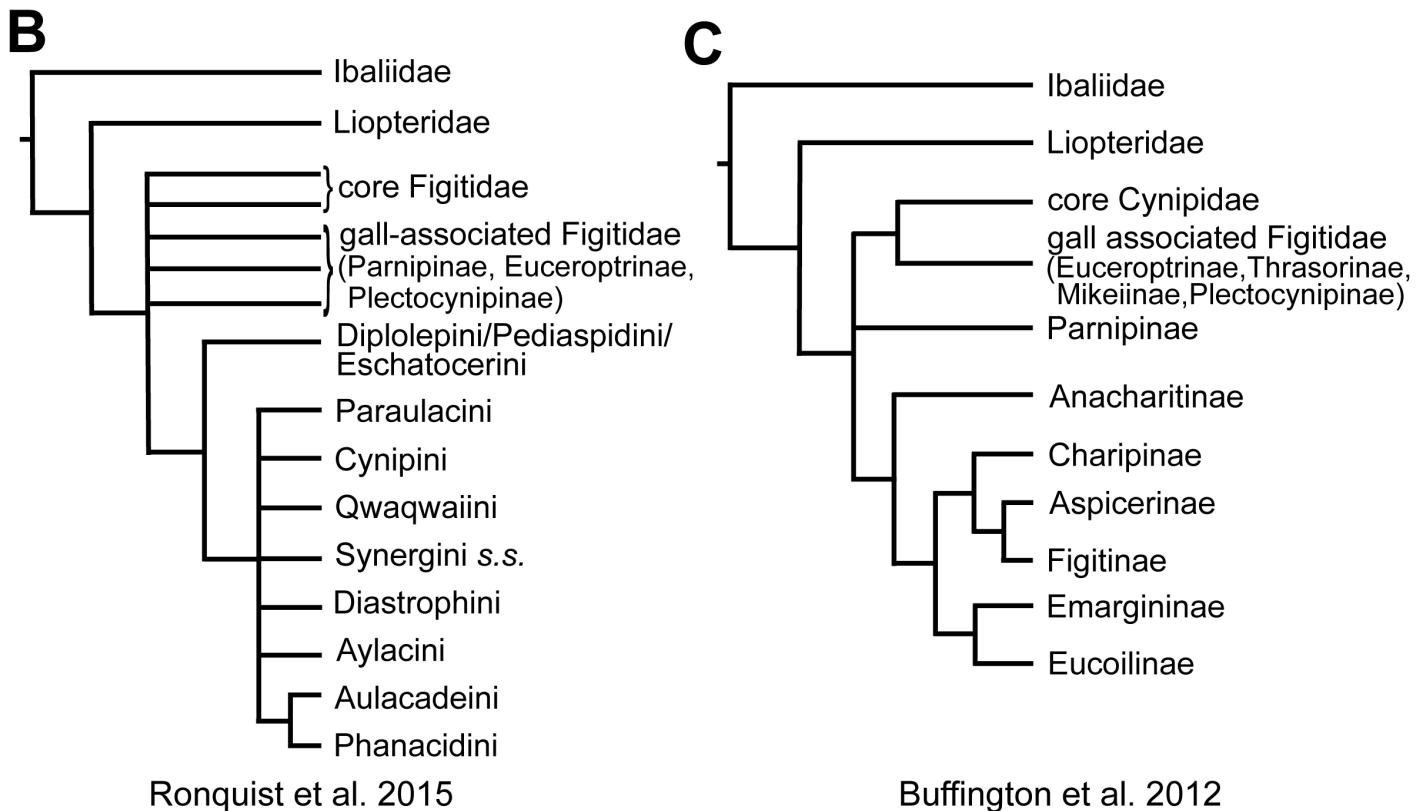 B
Ibaliidae
Liopteridae
core Figitidae
gall-associated Figitidae
(Parnipinae, Euceroptrinae,
Plectocynipinae)
Diplolepini/Pediaspidini/
Eschatocerini
Paraulacini
Cynipini
Qwaqwaiini
Synergini s.s.
Diastrophini
Aylacini
Aulacadeini
Phanacidini
Ronquist et al. 2015
C
Ibaliidae
Liopteridae
core Cynipidae
gall associated Figitidae
(Euceroptrinae,Thrasorinae,
Mikeiinae,Plectocynipinae)
Parnipinae
Anacharitinae
Charipinae
Aspicerinae
Figitinae
Emargininae
Eucoilinae
Buffington et al. 2012